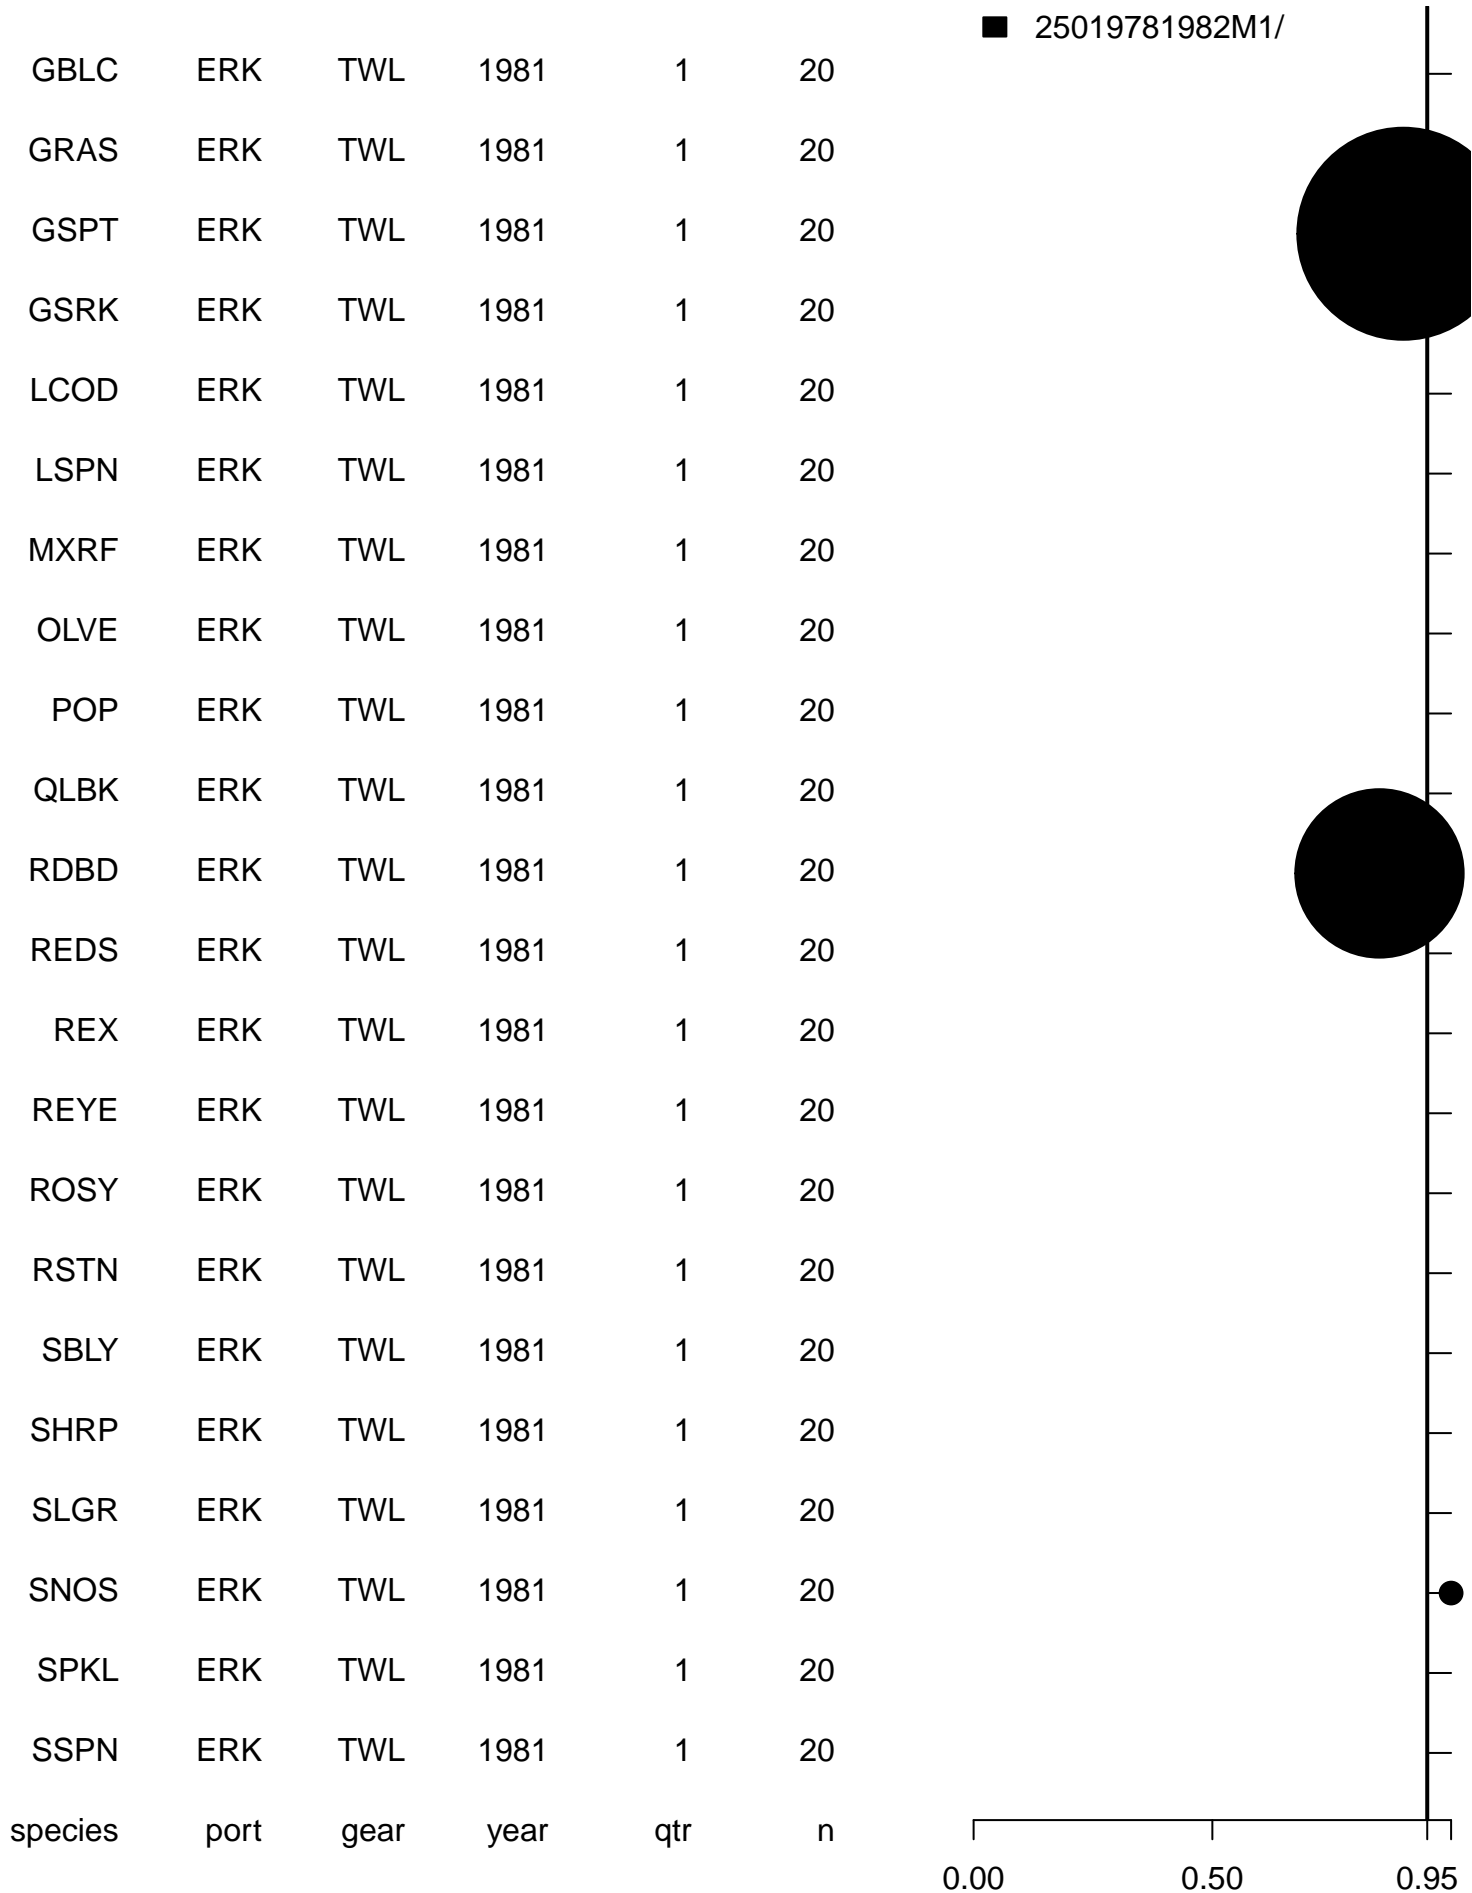 25019781982M1/
GBLC ERK TWL 1981 1 20
GRAS ERK TWL 1981 1 20
GSPT ERK TWL 1981 1 20
GSRK ERK TWL 1981 1 20
LCOD ERK TWL 1981 1 20
LSPN ERK TWL 1981 1 20
MXRF ERK TWL 1981 1 20
OLVE ERK TWL 1981 1 20
POP ERK TWL 1981 1 20
QLBK ERK TWL 1981 1 20
RDBD ERK TWL 1981 1 20
REDS ERK TWL 1981 1 20
REX ERK TWL 1981 1 20
REYE ERK TWL 1981 1 20
ROSY ERK TWL 1981 1 20
RSTN ERK TWL 1981 1 20
SBLY ERK TWL 1981 1 20
SHRP ERK TWL 1981 1 20
SLGR ERK TWL 1981 1 20
SNOS ERK TWL 1981 1 20
SPKL ERK TWL 1981 1 20
SSPN ERK TWL 1981 1 20
species port gear year qtr n
0.00 0.50 0.95